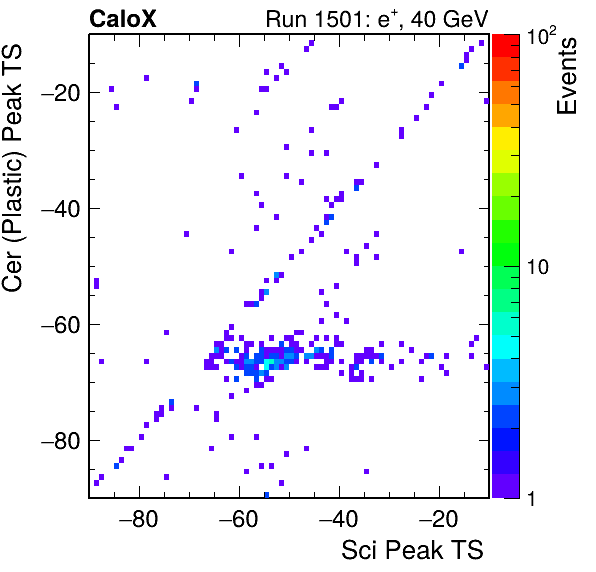 CaloX Run 1501: e⁺, 40 GeV
Cer (Plastic) Peak TS
−20
−40
−60
−80
−80 −60 −40 −20
Sci Peak TS
10²
10
1
Events